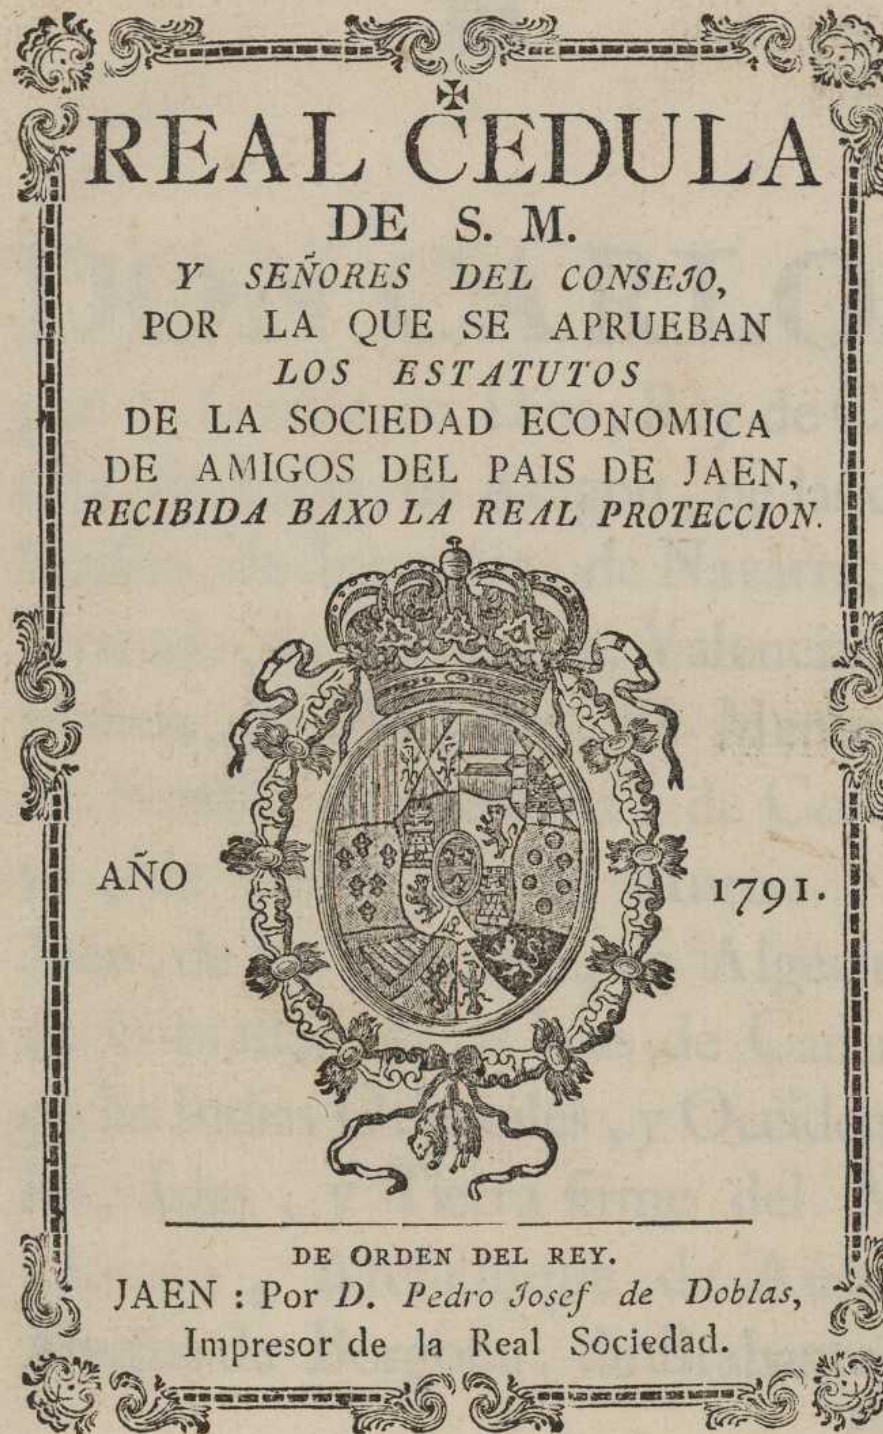 ✠
REAL CEDULA
DE S. M.
Y SEÑORES DEL CONSEJO,
POR LA QUE SE APRUEBAN
LOS ESTATUTOS
DE LA SOCIEDAD ECONOMICA
DE AMIGOS DEL PAIS DE JAEN,
RECIBIDA BAXO LA REAL PROTECCION.
AÑO 1791.
DE ORDEN DEL REY.
JAEN : Por D. Pedro Josef de Doblas,
Impresor de la Real Sociedad.